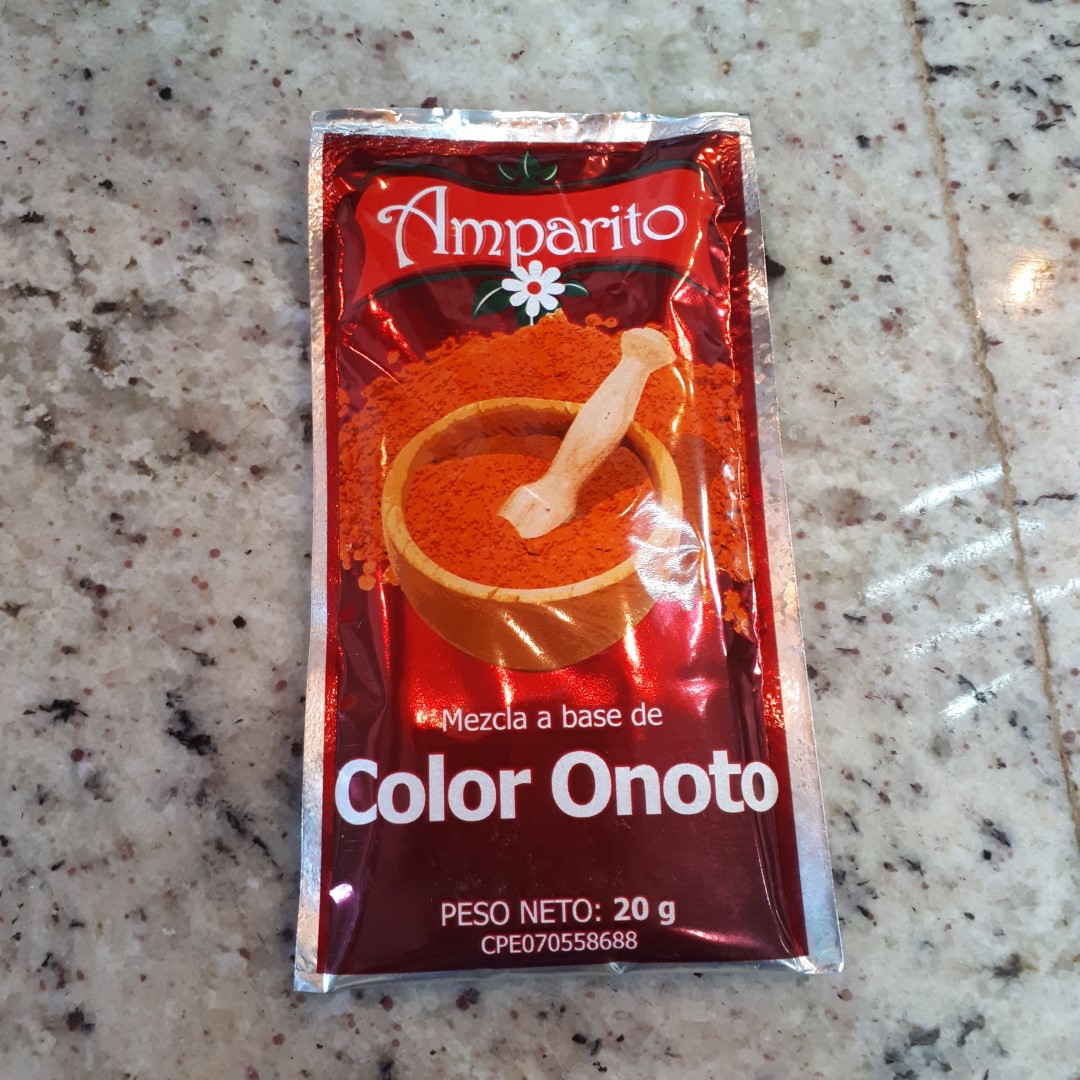 Amparito
Mezcla a base de
Color Onoto
PESO NETO: 20 g
CPE070558688